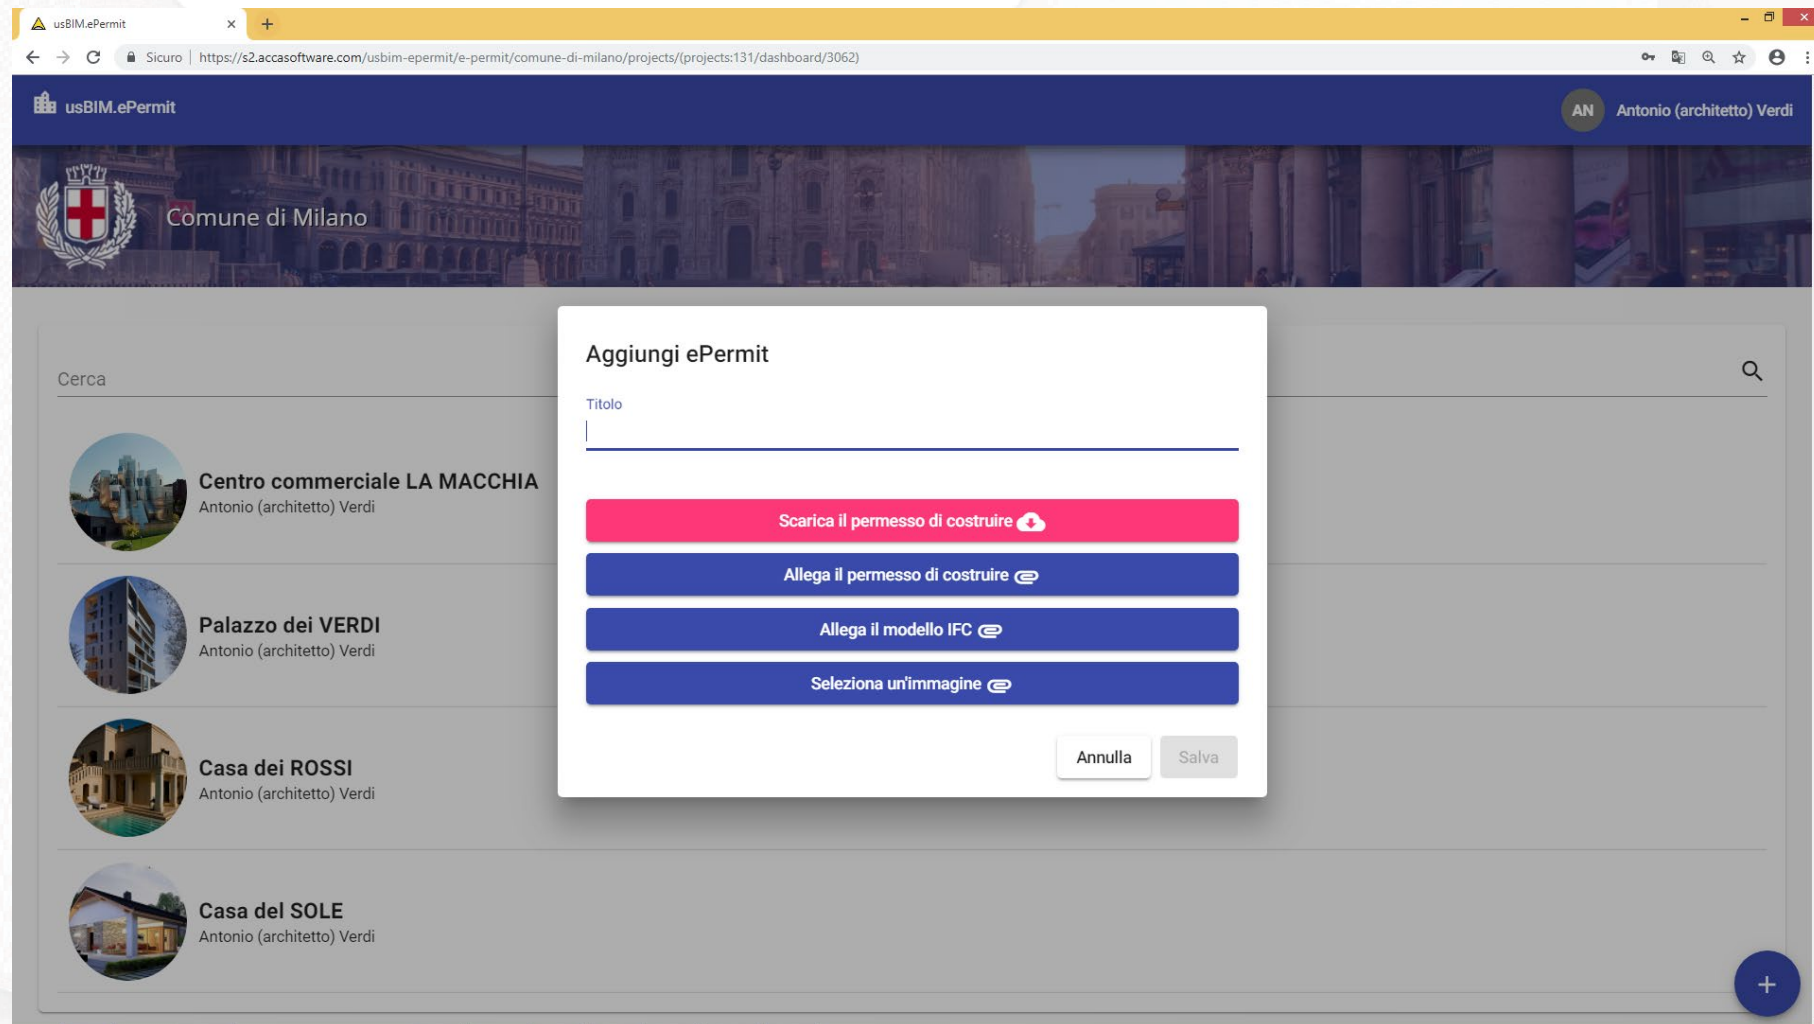 usBIM.ePermit
Sicuro | https://s2.accasoftware.com/usbim-epermit/e-permit/comune-di-milano/projects/(projects:131/dashboard/3062)
usBIM.ePermit
AN Antonio (architetto) Verdi
Comune di Milano
Cerca
Aggiungi ePermit
Titolo
Scarica il permesso di costruire
Allega il permesso di costruire
Allega il modello IFC
Seleziona un'immagine
Annulla Salva
Centro commerciale LA MACCHIA
Antonio (architetto) Verdi
Palazzo dei VERDI
Antonio (architetto) Verdi
Casa dei ROSSI
Antonio (architetto) Verdi
Casa del SOLE
Antonio (architetto) Verdi